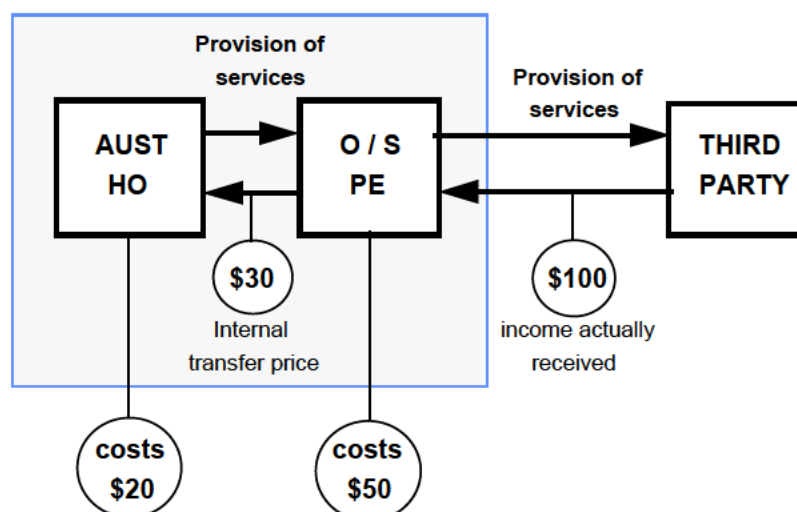 Provision of
services
Provision of
services
AUST
HO
O / S
PE
THIRD
PARTY
$30
$100
Internal
transfer price
income actually
received
costs
$20
costs
$50